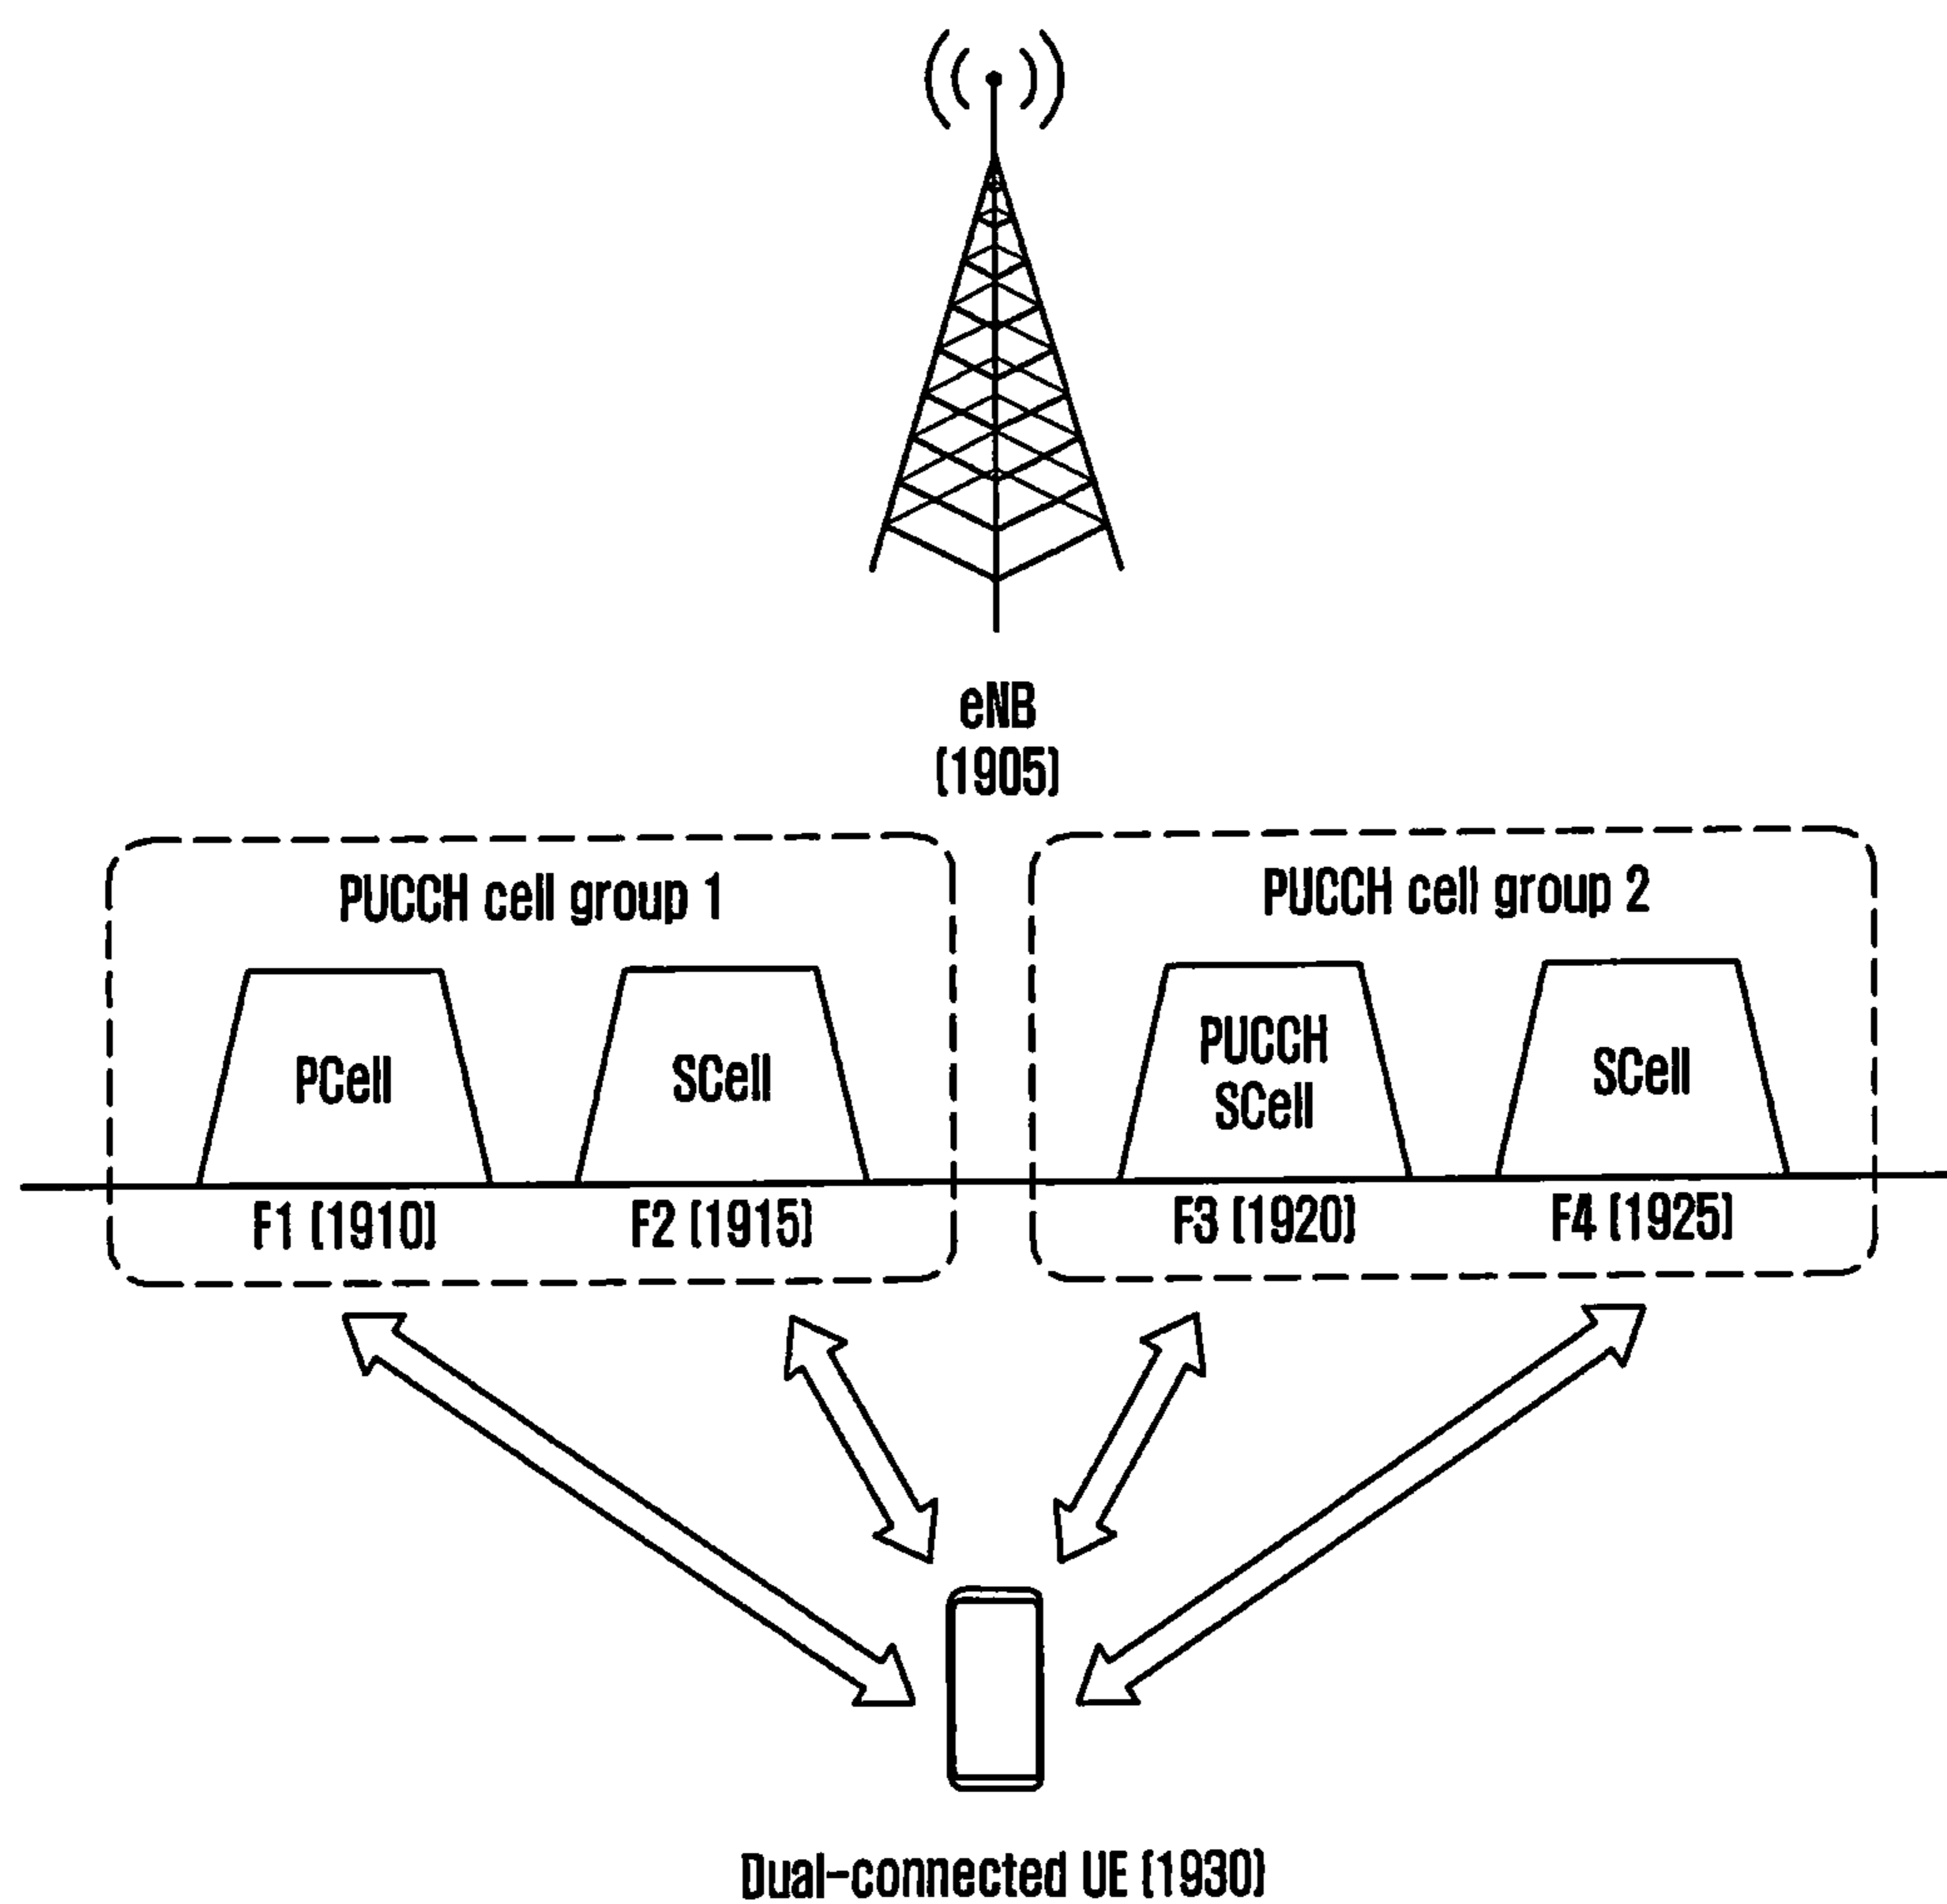 eNB
(1905)
PUCCH cell group 1
PUCCH cell group 2
PCell
SCell
PUCCH
SCell
SCell
F1 (1910)
F2 (1915)
F3 (1920)
F4 (1925)
Dual-connected UE (1930)